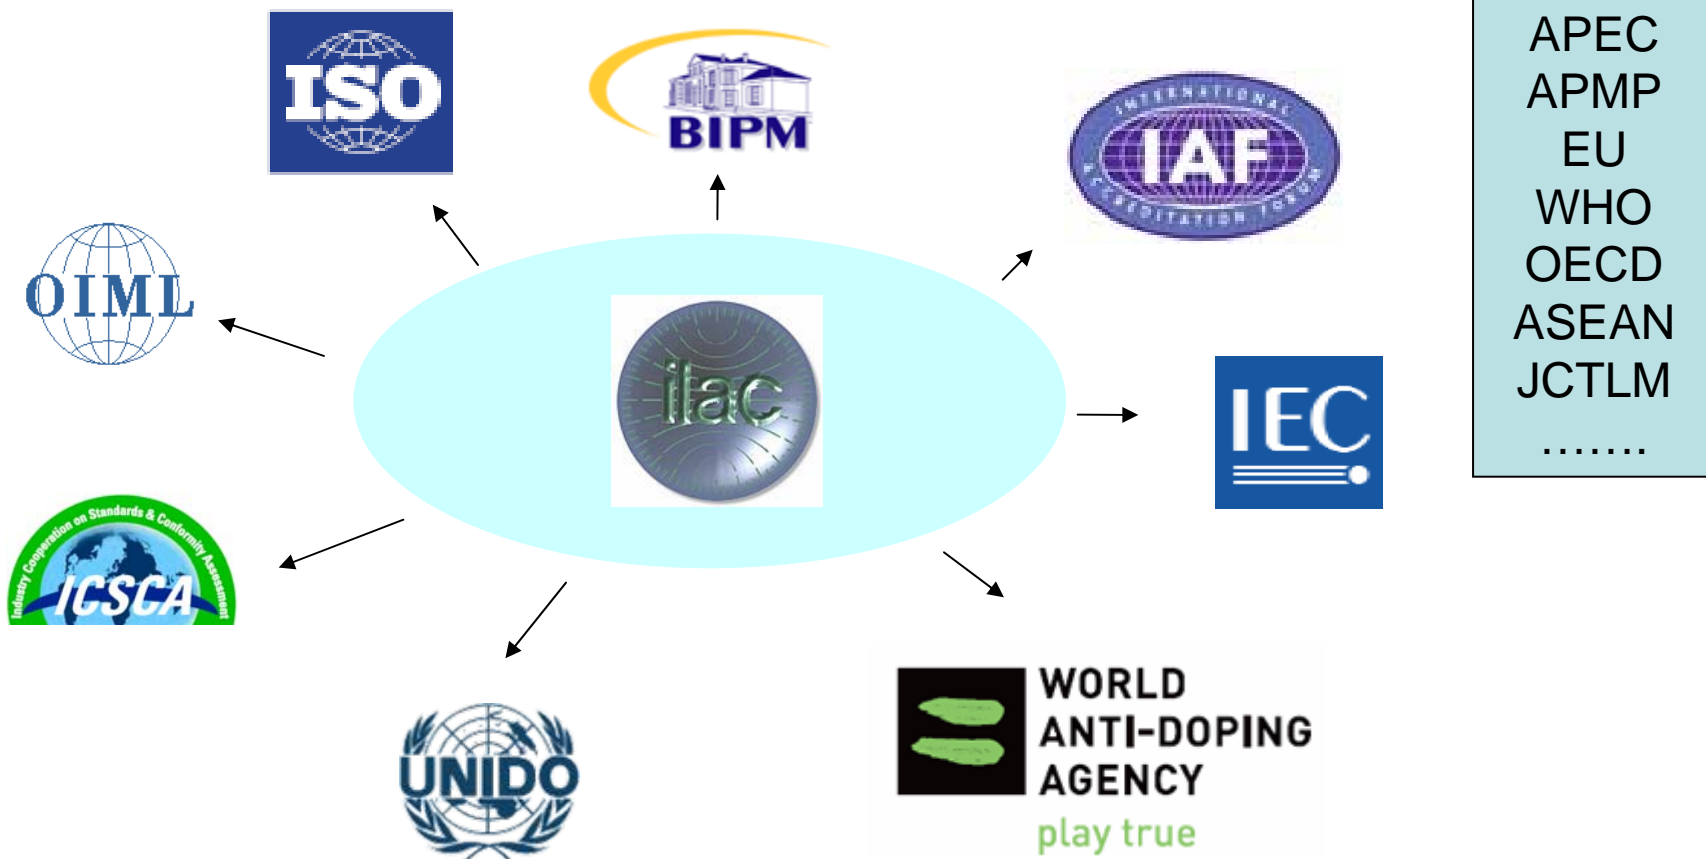 ISO
BIPM
INTERNATIONAL
IAF
ACCREDITATION FORUM
OIML
ilac
IEC
Industry Cooperation on Standards & Conformity Assessment
ICSCA
UNIDO
WORLD
ANTI-DOPING
AGENCY
play true
APEC
APMP
EU
WHO
OECD
ASEAN
JCTLM
.......